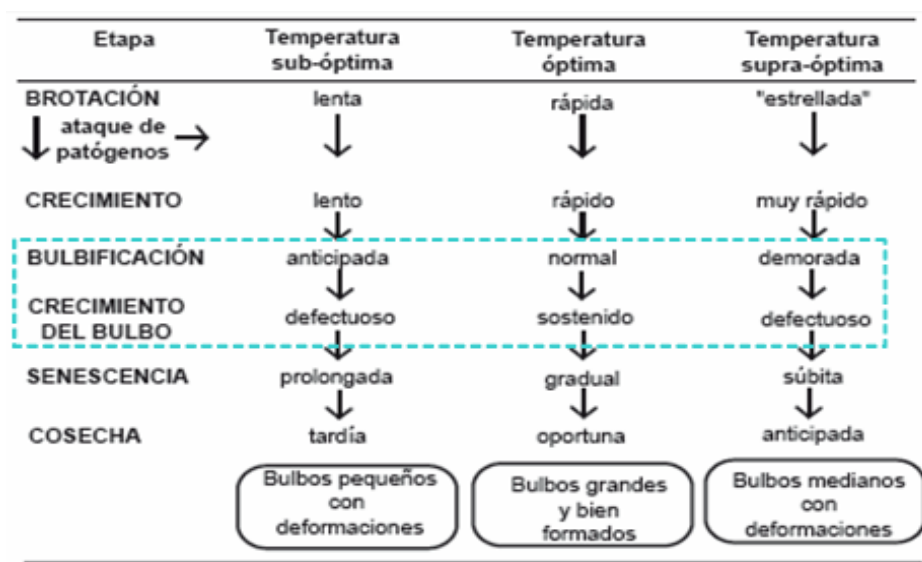 Etapa Temperatura sub-óptima Temperatura óptima Temperatura supra-óptima
BROTACIÓN lenta rápida "estrellada"
ataque de patógenos
CRECIMIENTO lento rápido muy rápido
BULBIFICACIÓN anticipada normal demorada
CRECIMIENTO DEL BULBO defectuoso sostenido defectuoso
SENESCENCIA prolongada gradual súbita
COSECHA tardía oportuna anticipada
Bulbos pequeños con deformaciones Bulbos grandes y bien formados Bulbos medianos con deformaciones